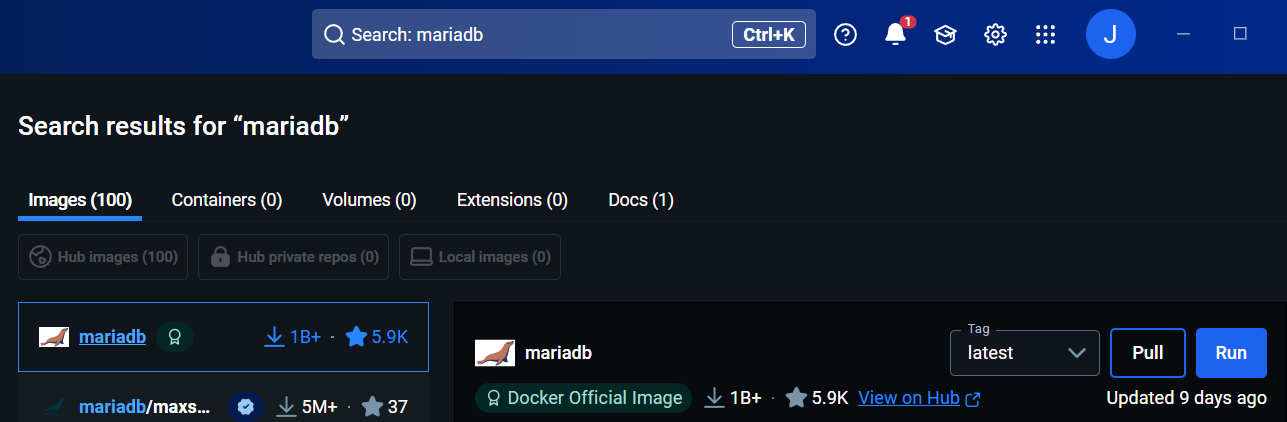 Search: mariadb Ctrl+K 1 J
Search results for “mariadb”
Images (100) Containers (0) Volumes (0) Extensions (0) Docs (1)
Hub images (100) Hub private repos (0) Local images (0)
mariadb 1B+ · 5.9K
mariadb/maxs... 5M+ · 37
Tag
mariadb latest Pull Run
Docker Official Image 1B+ · 5.9K View on Hub Updated 9 days ago